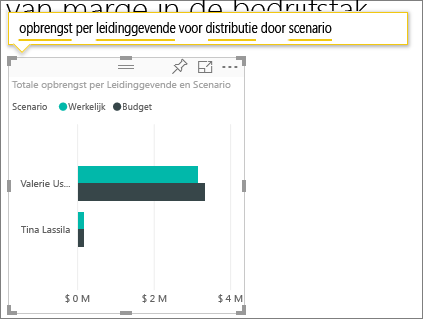 van marge in de bedrijfstak
opbrengst per leidinggevende voor distributie door scenario
Totale opbrengst per Leidinggevende en Scenario
Scenario Werkelijk Budget
Valerie Us...
Tina Lassila
$ 0 M $ 2 M $ 4 M